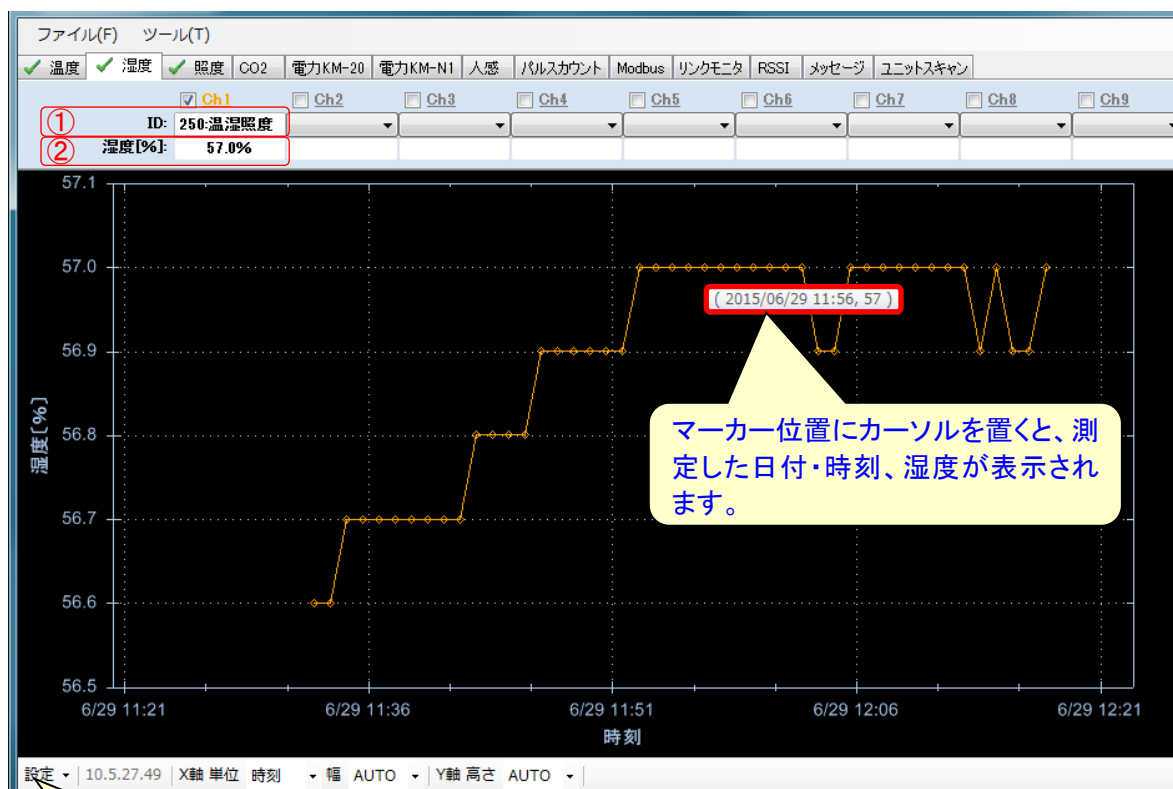 ファイル(F) ツール(T)
温度 湿度 照度 CO2 電力KM-20 電力KM-N1 人感 パルスカウント Modbus リンクモニタ RSSI メッセージ ユニットスキャン
Ch1 Ch2 Ch3 Ch4 Ch5 Ch6 Ch7 Ch8 Ch9
① ID: 250:温湿照度
② 湿度[%]: 57.0%
57.1
57.0
( 2015/06/29 11:56, 57 )
56.9
マーカー位置にカーソルを置くと、測
定した日付・時刻、湿度が表示され
ます。
湿度[%]
56.8
56.7
56.6
56.5
6/29 11:21 6/29 11:36 6/29 11:51 6/29 12:06 6/29 12:21
時刻
設定 10.5.27.49 X軸 単位 時刻 幅 AUTO Y軸 高さ AUTO